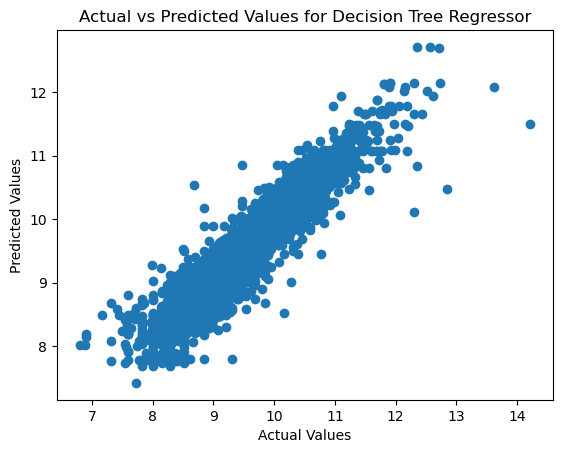 Actual vs Predicted Values for Decision Tree Regressor
Predicted Values
12
11
10
9
8
7 8 9 10 11 12 13 14
Actual Values